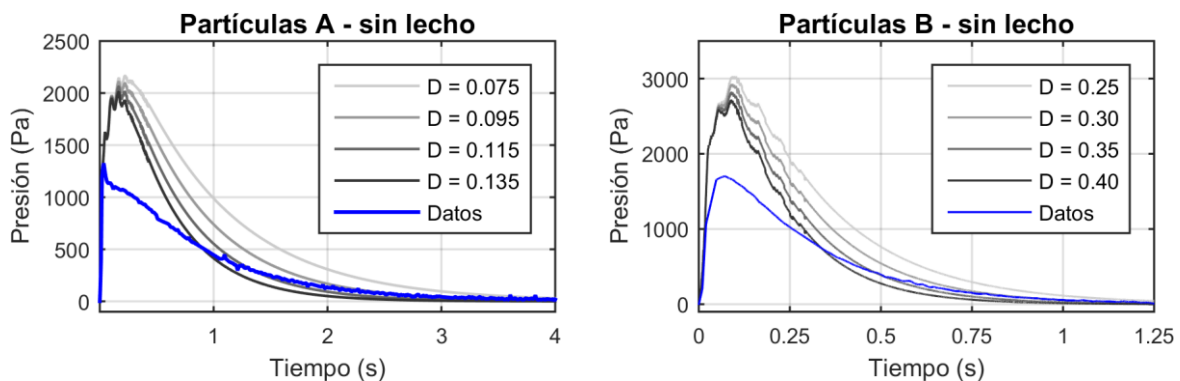 Partículas A - sin lecho
2500
2000
1500
1000
500
0
Presión (Pa)
D = 0.075
D = 0.095
D = 0.115
D = 0.135
Datos
1
2
3
4
Tiempo (s)
Partículas B - sin lecho
3000
2000
1000
0
Presión (Pa)
D = 0.25
D = 0.30
D = 0.35
D = 0.40
Datos
0
0.25
0.5
0.75
1
1.25
Tiempo (s)